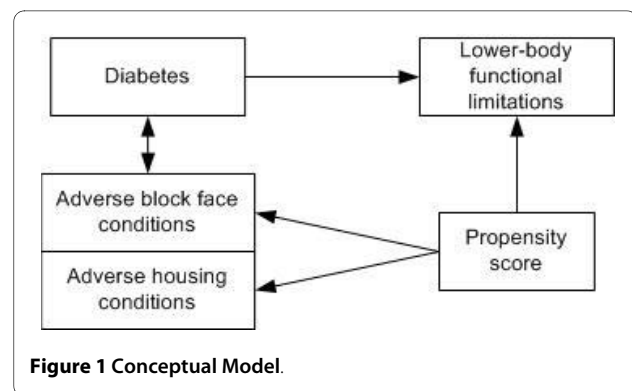 Diabetes
Lower-body
functional
limitations
Adverse block face
conditions
Adverse housing
conditions
Propensity
score
Figure 1 Conceptual Model.